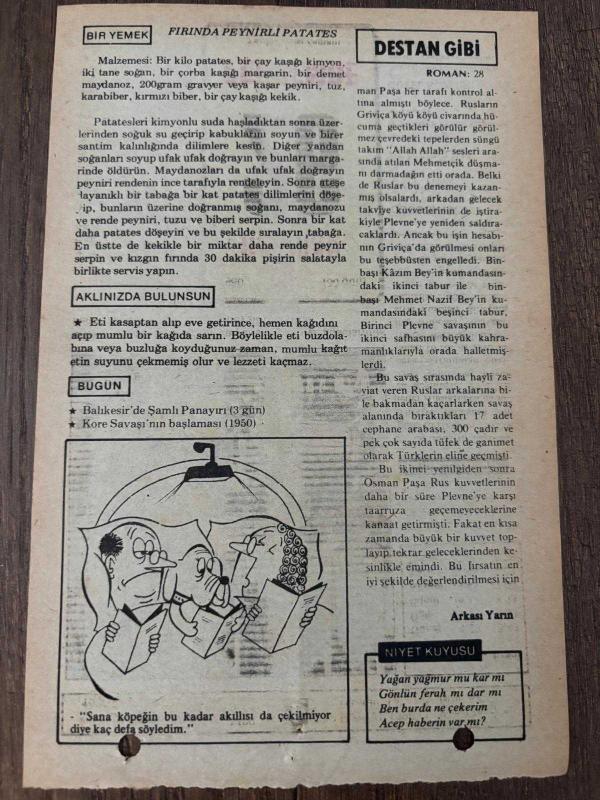 BİR YEMEK
FIRINDA PEYNİRLİ PATATES
Malzemesi: Bir kilo patates, bir çay kaşığı kimyon,
iki tane soğan, bir çorba kaşığı margarin, bir demet
maydanoz, 200gram gravyer veya kaşar peyniri, tuz,
karabiber, kırmızı biber, bir çay kaşığı kekik.
Patatesleri kimyonlu suda haşladıktan sonra üzer-
lerinden soğuk su geçirip kabuklarını soyun ve birer
santim kalınlığında dilimlere kesin. Diğer yandan
soğanları soyup ufak ufak doğrayın ve bunları marga-
rinde öldürün. Maydanozları da ufak ufak doğrayın
peyniri rendenin ince tarafıyla rendeleyin. Sonra ateşe
dayanıklı bir tabağa bir kat patates dilimlerini döşe-
ip, bunların üzerine doğranmış soğanı, maydanozu
ve rende peyniri, tuzu ve biberi serpin. Sonra bir kat
daha patates döşeyin ve bu şekilde sıralayın tabağa.
En üstte de kekikle bir miktar daha rende peynir
serpin ve kızgın fırında 30 dakika pişirin salatayla
birlikte servis yapın.
AKLINIZDA BULUNSUN
★ Eti kasaptan alıp eve getirince, hemen kağıdını
açıp mumlu bir kağıda sarın. Böylelikle eti buzdola-
bına veya buzluğa koyduğunuz zaman, mumlu kağıt
etin suyunu çekmemiş olur ve lezzeti kaçmaz.
BUGÜN
★ Balıkesir'de Şamlı Panayırı (3 gün)
★ Kore Savaşı'nın başlaması (1950)
- "Sana köpeğin bu kadar akıllısı da çekilmiyor
diye kaç defa söyledim."
DESTAN GİBİ
ROMAN: 28
man Paşa her tarafı kontrol al-
tına almıştı böylece. Rusların
Griviça köyü köyü civarında hü-
cuma geçtikleri görülür görül-
mez çevredeki tepelerden süngü
takım "Allah Allah" sesleri ara-
sında atılan Mehmetçik düşma-
nı darmadağın etti orada. Belki
de Ruslar bu denemeyi kazan-
mış olsalardı, arkadan gelecek
takviye kuvvetlerinin de iştira-
kiyle Plevne'ye yeniden saldıra-
caklardı. Ancak bu işin hesabı-
nın Griviça'da görülmesi onları
bu teşebbüsten engelledi. Bin-
başı Kâzım Bey'in kumandasın-
daki ikinci tabur ile bin-
başı Mehmet Nazif Bey'in ku-
mandasındaki beşinci tabur,
Birinci Plevne savaşının bu
ikinci safhasını büyük kahra-
manlıklarıyla orada halletmiş-
lerdi.
Bu savaş sırasında hayli za-
yiat veren Ruslar arkalarına bi-
le bakmadan kaçarlarken savaş
alanında bıraktıkları 17 adet
cephane arabası, 300 çadır ve
pek çok sayıda tüfek de ganimet
olarak Türklerin eline geçmişti.
Bu ikinci yenilgiden sonra
Osman Paşa Rus kuvvetlerinin
daha bir süre Plevne'ye karşı
taarruza geçemeyeceklerine
kanaat getirmişti. Fakat en kısa
zamanda büyük bir kuvvet top-
layıp tekrar geleceklerinden ke-
sinlikle emindi. Bu fırsatın en
iyi şekilde değerlendirilmesi için
Arkası Yarın
NİYET KUYUSU
Yağan yağmur mu kar mı
Gönlün ferah mı dar mı
Ben burda ne çekerim
Acep haberin var mı?